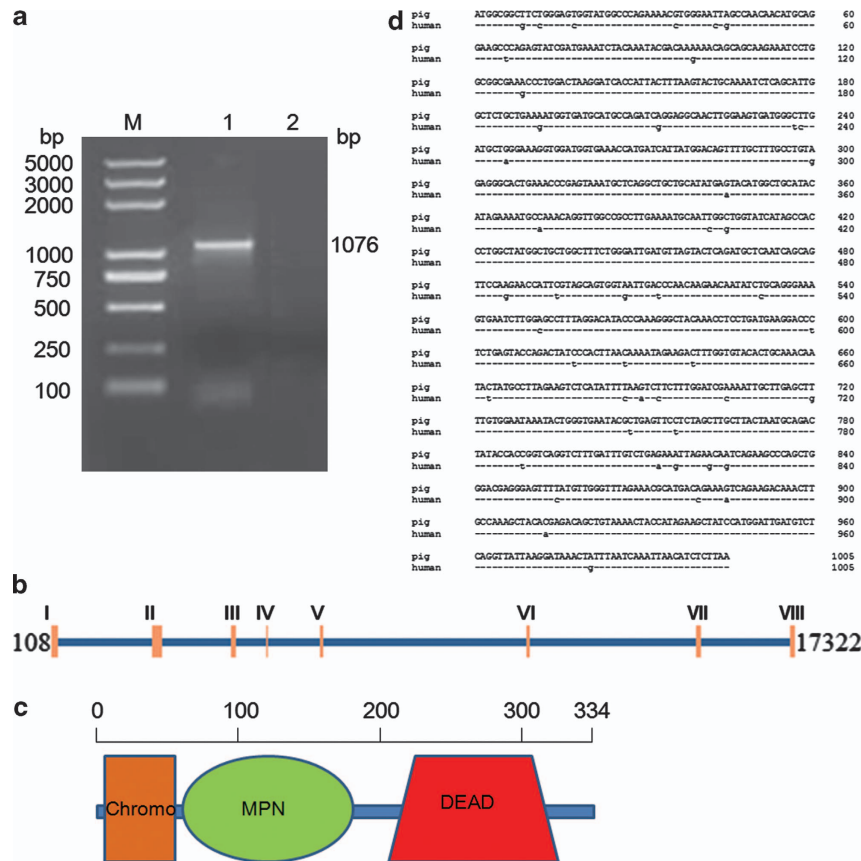 a
M 1 2
bp bp
5000
3000
2000
1000
750
500
250
100
1076
d
pig ATGGCGGCTTCTGGGAGTGGTATGGCCCAGAAAACGTGGGAATTAGCCAACAACATGCAG 60
human --------g--c-----c-----------------c------c-g--------------- 60
pig GAAGCCCAGAGTATCGATGAAATCTACAAATACGACAAAAAACAGCAGCAAGAAATCCTG 120
human -----t--------------------------------g--------------------- 120
pig GCGGCGAAACCCTGGACTAAGGATCACCATTACTTTAAGTACTGCAAAATCTCAGCATTG 180
human --------g--------------------------------------------------- 180
pig GCTCTGCTGAAAATGGTGATGCATGCCAGATCAGGAGGCAACTTGGAAGTGATGGGCTTG 240
human -----------g--------------------g-----------------------tc-- 240
pig ATGCTGGGAAAGGTGGATGGTGAAACCATGATCATTATGGACAGTTTTGCTTTGCCTGTA 300
human -----a-----------------------------------------------------g 300
pig GAGGGCACTGAAACCCGAGTAAATGCTCAGGCTGCTGCATATGAGTACATGGCTGCATAC 360
human --------------------------------------------a--------------- 360
pig ATAGAAAATGCCAAACAGGTTGGCCGCCTTGAAAATGCAATTGGCTGGTATCATAGCCAC 420
human -----------a-----------------------------c--g--------------- 420
pig CCTGGCTATGGCTGCTGGCTTTCTGGGATTGATGTTAGTACTCAGATGCTCAATCAGCAG 480
human ------------------------------------------------------------ 480
pig TTCCAAGAACCATTCGTAGCAGTGGTAATTGACCCAACAAGAACAATATCTGCAGGGAAA 540
human -----g--------t-----------g-----t-----------------c--------- 540
pig GTGAATCTTGGAGCCTTTAGGACATACCCAAAGGGCTACAAACCTCCTGATGAAGGACCC 600
human -----------c-----------------------------------------------t 600
pig TCTGAGTACCAGACTATCCCACTTAACAAAATAGAAGACTTTGGTGTACACTGCAAACAA 660
human -----------------t--------t-----------t--------------------- 660
pig TACTATGCCTTAGAAGTCTCATATTTTAAGTCTTCTTTGGATCGAAAATTGCTTGAGCTT 720
human --t-----------------------c--a--c-----------c--------------g 720
pig TTGTGGAATAAATACTGGGTGAATACGCTGAGTTCCTCTAGCTTGCTTACTAATGCAGAC 780
human --------------------------t--------t------------------------ 780
pig TATACCACCGGTCAGGTCTTTGATTTGTCTGAGAAATTAGAACAATCAGAAGCCCAGCTG 840
human --------t-----------------------a--g-----g--g--------------- 840
pig GGACGAGGGAGTTTTATGTTGGGTTTAGAAACGCATGACAGAAAGTCAGAAGACAAACTT 900
human --------------c------------------------c----a--------------- 900
pig GCCAAAGCTACACGAGACAGCTGTAAAACTACCATAGAAGCTATCCATGGATTGATGTCT 960
human ------------a----------------------------------------------- 960
pig CAGGTTATTAAGGATAAACTATTTAATCAAATTAACATCTCTTAA 1005
human --------------------g------------------------ 1005
b
I II III IV V VI VII VIII
108 17322
c
0 100 200 300 334
Chromo MPN DEAD